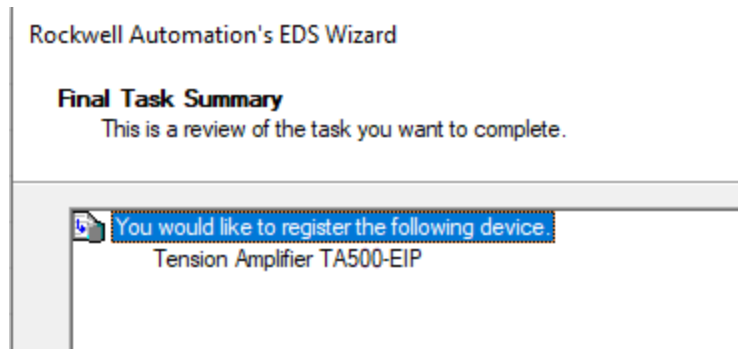 Rockwell Automation's EDS Wizard
Final Task Summary
This is a review of the task you want to complete.
You would like to register the following device.
Tension Amplifier TA500-EIP